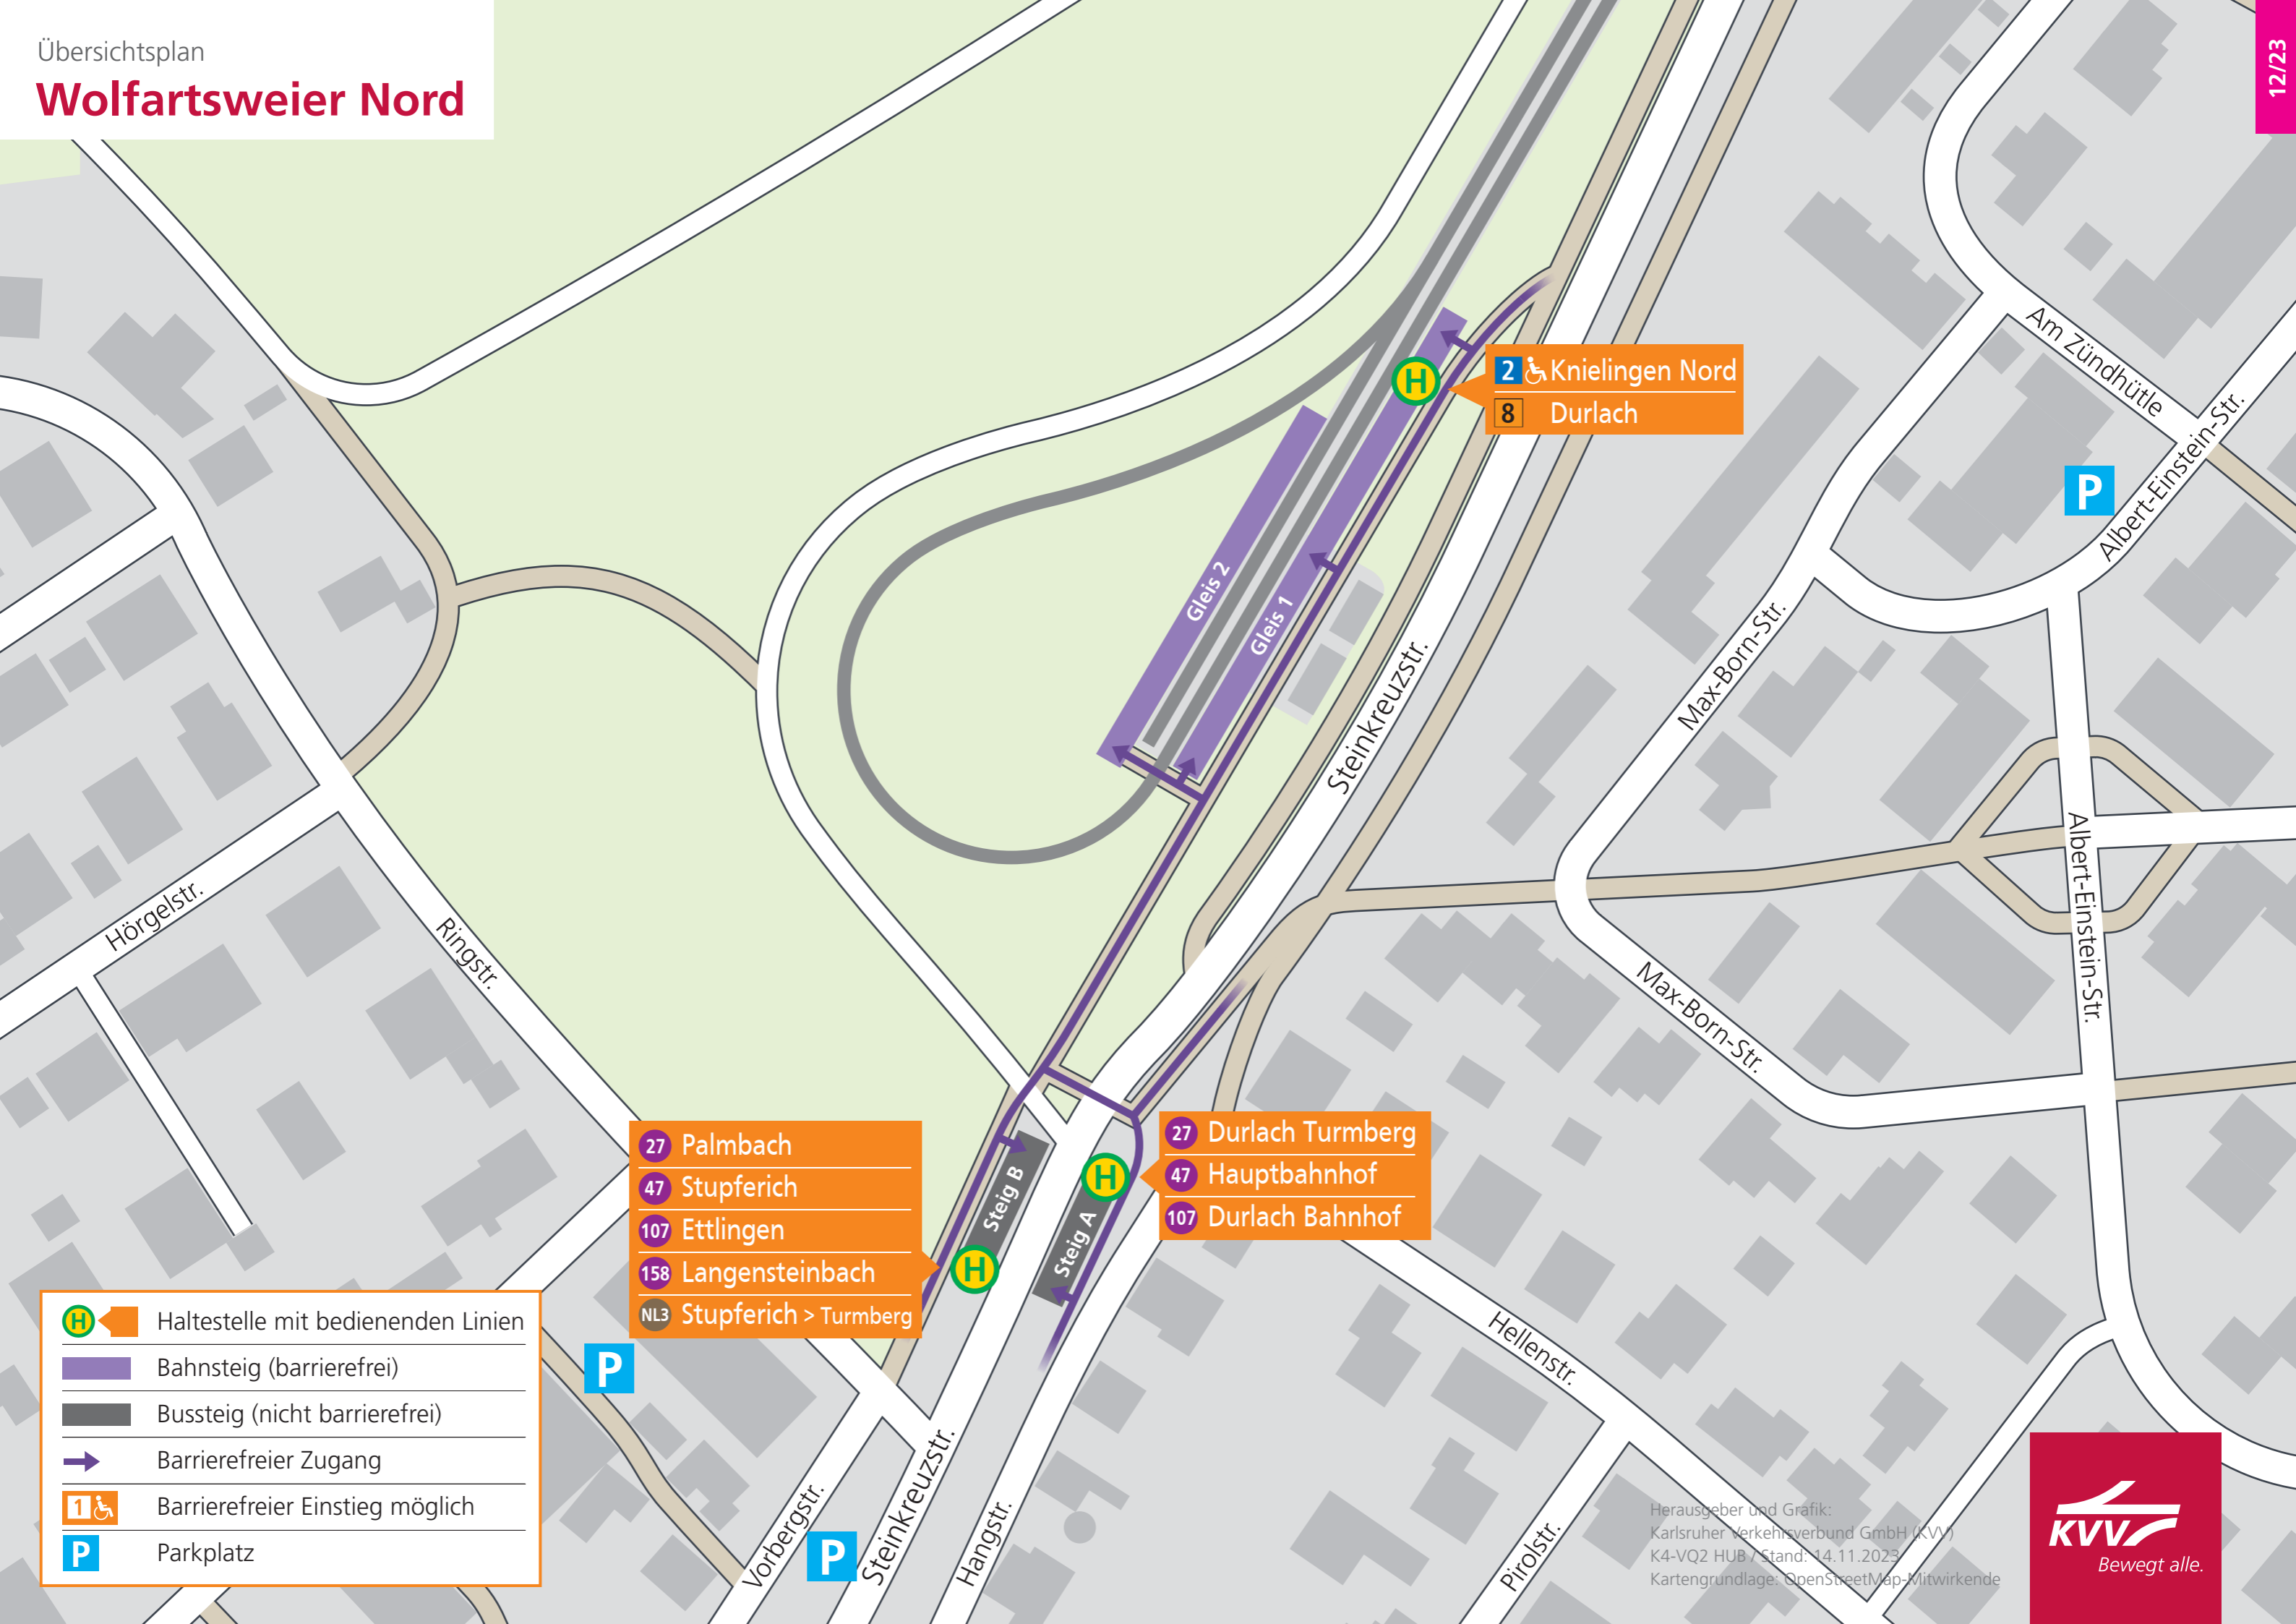 Übersichtsplan
Wolfartsweier Nord
12/23
2 Knielingen Nord
8 Durlach
H
Am Zündhütle
Albert-Einstein-Str.
P
Gleis 2
Gleis 1
Max-Born-Str.
Steinkreuzstr.
Albert-Einstein-Str.
Hörgelstr.
Ringstr.
Max-Born-Str.
27 Palmbach
47 Stupferich
107 Ettlingen
158 Langensteinbach
NL3 Stupferich > Turmberg
Steig B
H
H
Steig A
27 Durlach Turmberg
47 Hauptbahnhof
107 Durlach Bahnhof
P
Hellenstr.
Vorbergstr.
P
Steinkreuzstr.
Hangstr.
Pirolstr.
H Haltestelle mit bedienenden Linien
Bahnsteig (barrierefrei)
Bussteig (nicht barrierefrei)
Barrierefreier Zugang
1 Barrierefreier Einstieg möglich
P Parkplatz
Herausgeber und Grafik:
Karlsruher Verkehrsverbund GmbH (KVV)
K4-VQ2 HUB / Stand: 14.11.2023
Kartengrundlage: OpenStreetMap-Mitwirkende
KVV
Bewegt alle.